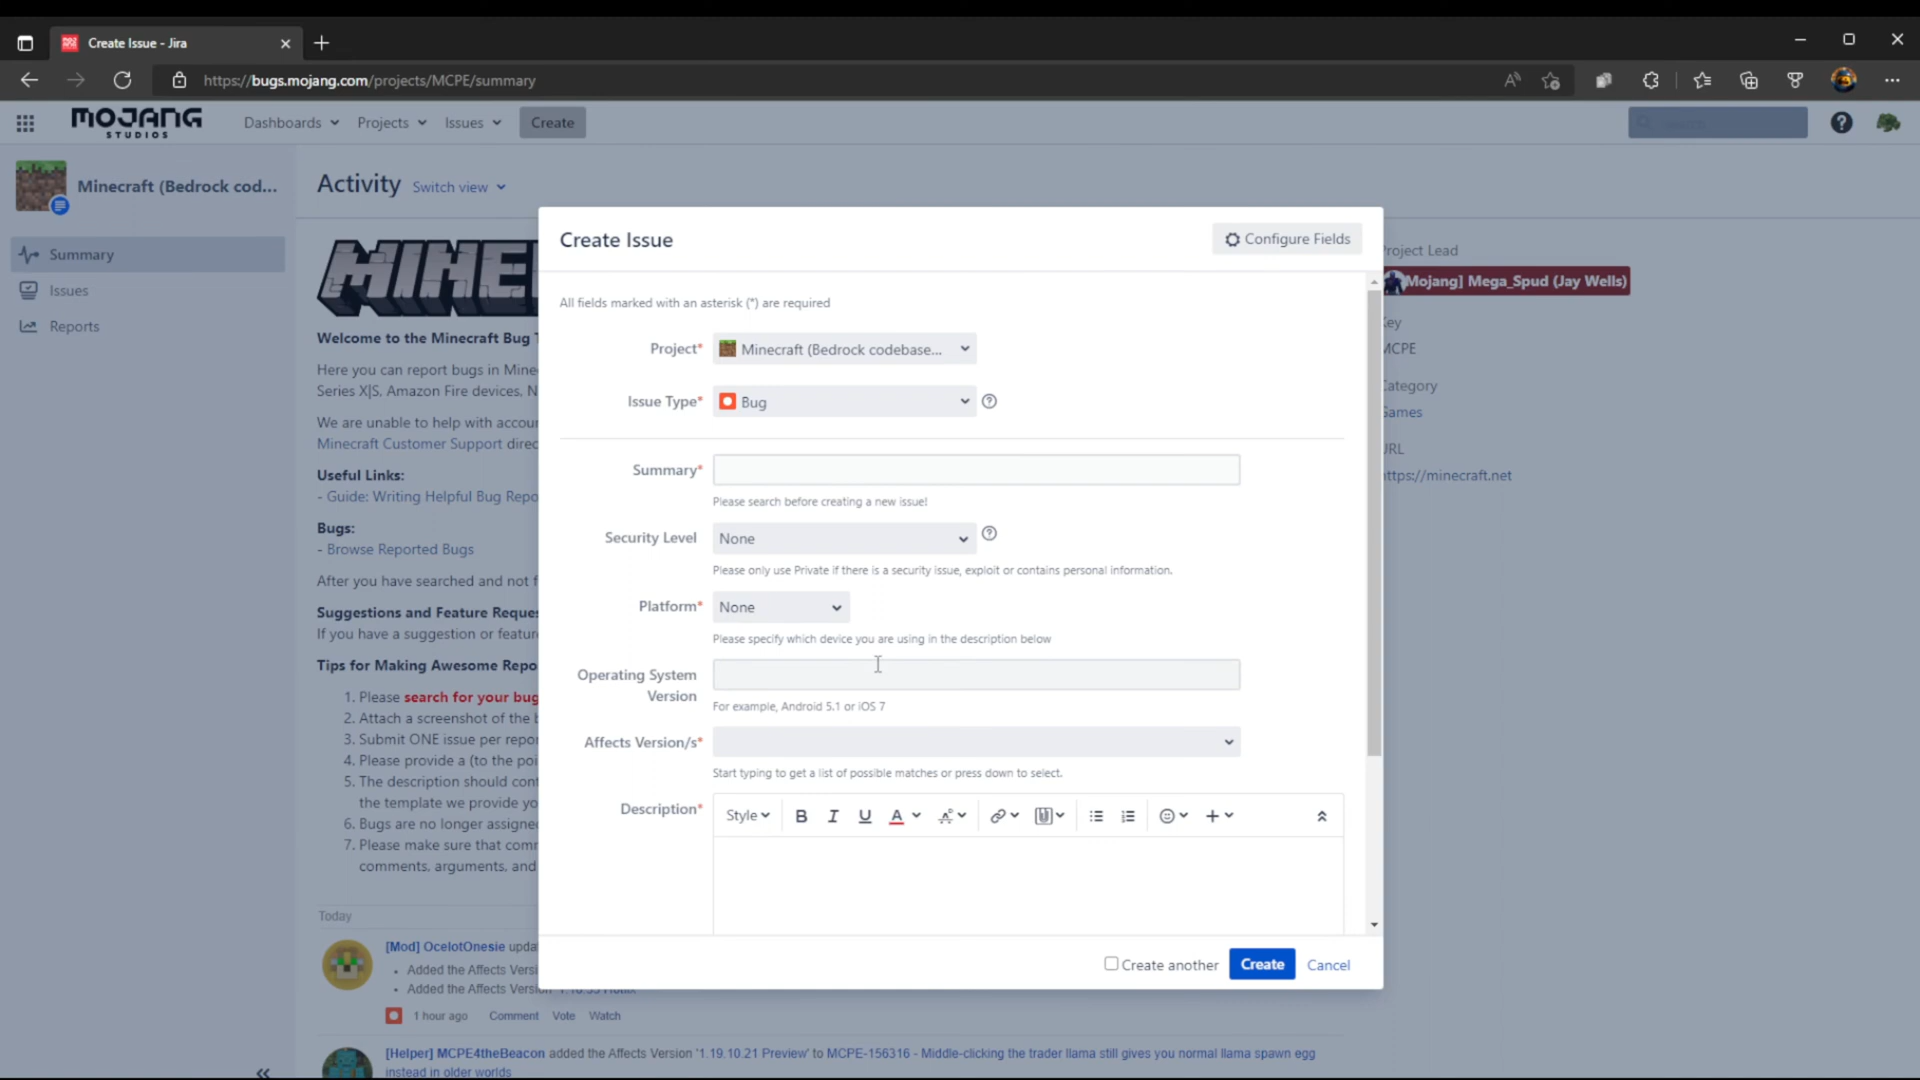 Create Issue - Jira
https://bugs.mojang.com/projects/MCPE/summary
MOJANG
STUDIOS
Dashboards
Projects
Issues
Create
Minecraft (Bedrock cod...
Summary
Issues
Reports
Activity
Switch view
MINE
Welcome to the Minecraft Bug T
Here you can report bugs in Mine
Series X|S, Amazon Fire devices, N
We are unable to help with accou
Minecraft Customer Support direc
Useful Links:
- Guide: Writing Helpful Bug Repo
Bugs:
- Browse Reported Bugs
After you have searched and not f
Suggestions and Feature Reque
If you have a suggestion or featur
Tips for Making Awesome Repo
1. Please search for your bug
2. Attach a screenshot of the b
3. Submit ONE issue per repor
4. Please provide a (to the poi
5. The description should cont
the template we provide yo
6. Bugs are no longer assigne
7. Please make sure that comr
comments, arguments, and
Today
[Mod] OcelotOnesie upda
• Added the Affects Versi
• Added the Affects Version
1 hour ago Comment Vote Watch
[Helper] MCPE4theBeacon added the Affects Version '1.19.10.21 Preview' to MCPE-156316 - Middle-clicking the trader llama still gives you normal llama spawn egg
instead in older worlds
Create Issue
Configure Fields
All fields marked with an asterisk (*) are required
Project*
Minecraft (Bedrock codebase...
Issue Type*
Bug
Summary*
Please search before creating a new issue!
Security Level
None
Please only use Private if there is a security issue, exploit or contains personal information.
Platform*
None
Please specify which device you are using in the description below
Operating System
Version
For example, Android 5.1 or iOS 7
Affects Version/s*
Start typing to get a list of possible matches or press down to select.
Description*
Style
B I U A
Create another
Create
Cancel
Project Lead
Mojang] Mega_Spud (Jay Wells)
Key
MCPE
Category
Games
URL
https://minecraft.net